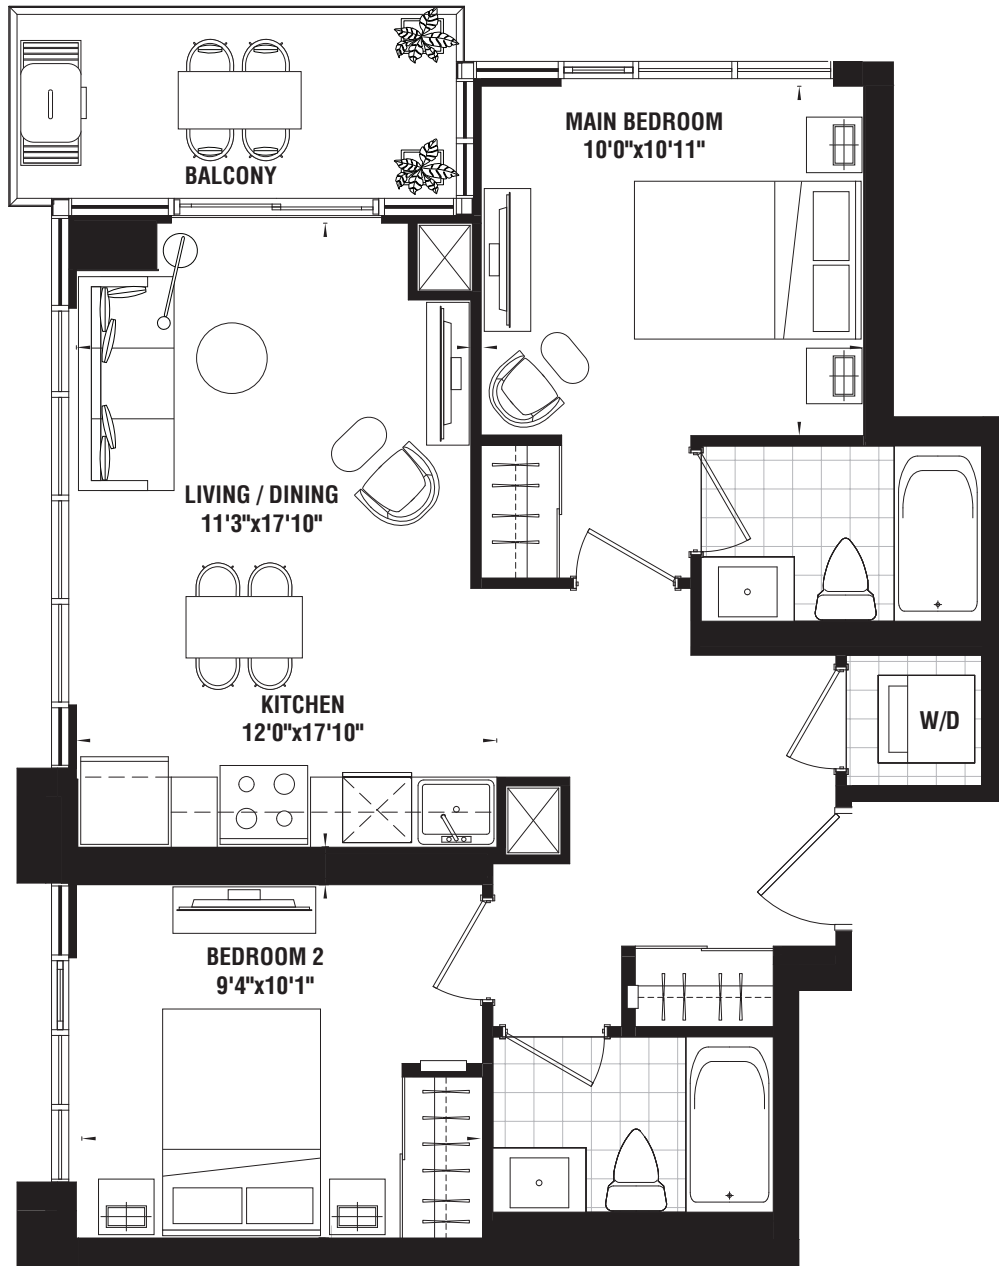 MAIN BEDROOM
10'0"x10'11"
BALCONY
LIVING / DINING
11'3"x17'10"
KITCHEN
12'0"x17'10"
W/D
BEDROOM 2
9'4"x10'1"